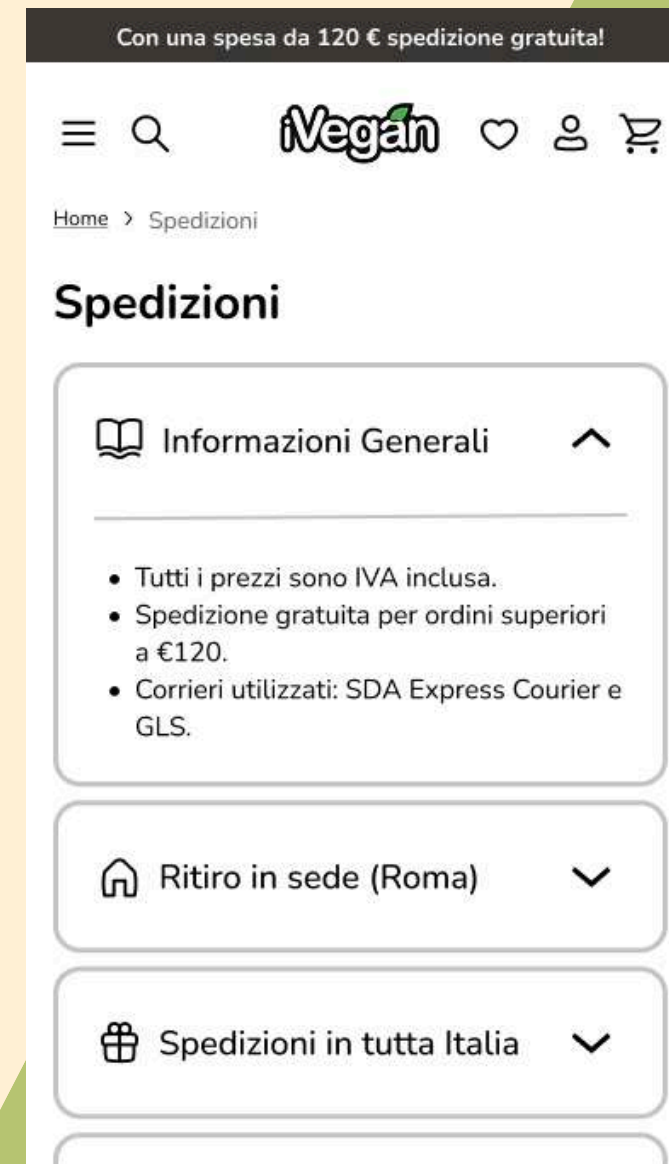 Con una spesa da 120 € spedizione gratuita!
iVegan
Home > Spedizioni
Spedizioni
Informazioni Generali
• Tutti i prezzi sono IVA inclusa.
• Spedizione gratuita per ordini superiori
a €120.
• Corrieri utilizzati: SDA Express Courier e
GLS.
Ritiro in sede (Roma)
Spedizioni in tutta Italia